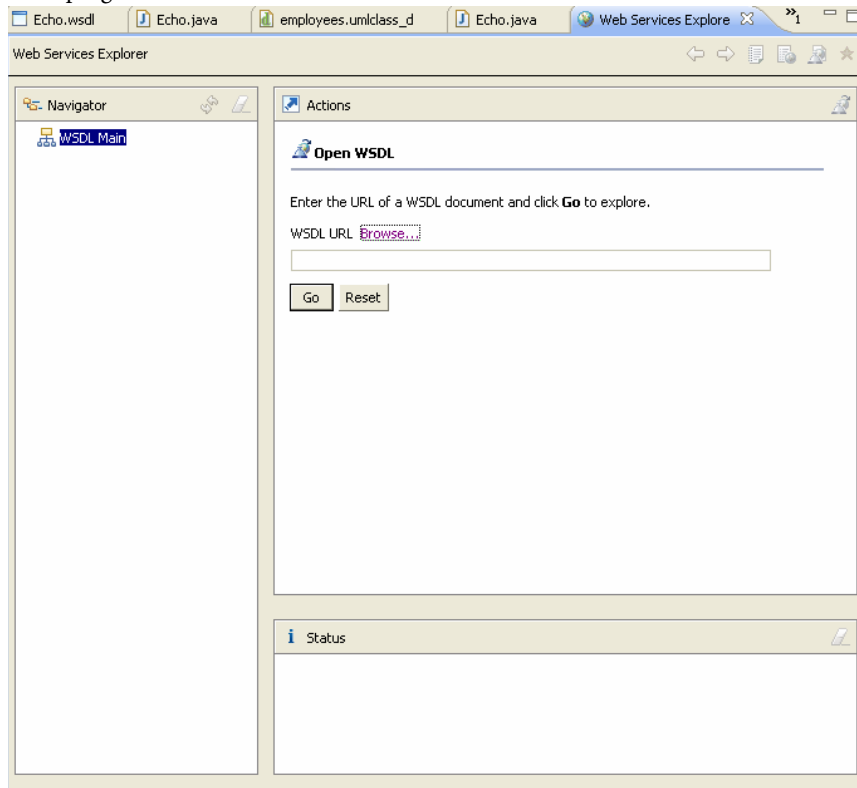 Echo.wsdl Echo.java employees.umlclass_d Echo.java Web Services Explore »1
Web Services Explorer
Navigator
WSDL Main
Actions
Open WSDL
Enter the URL of a WSDL document and click Go to explore.
WSDL URL Browse...
Go Reset
i Status